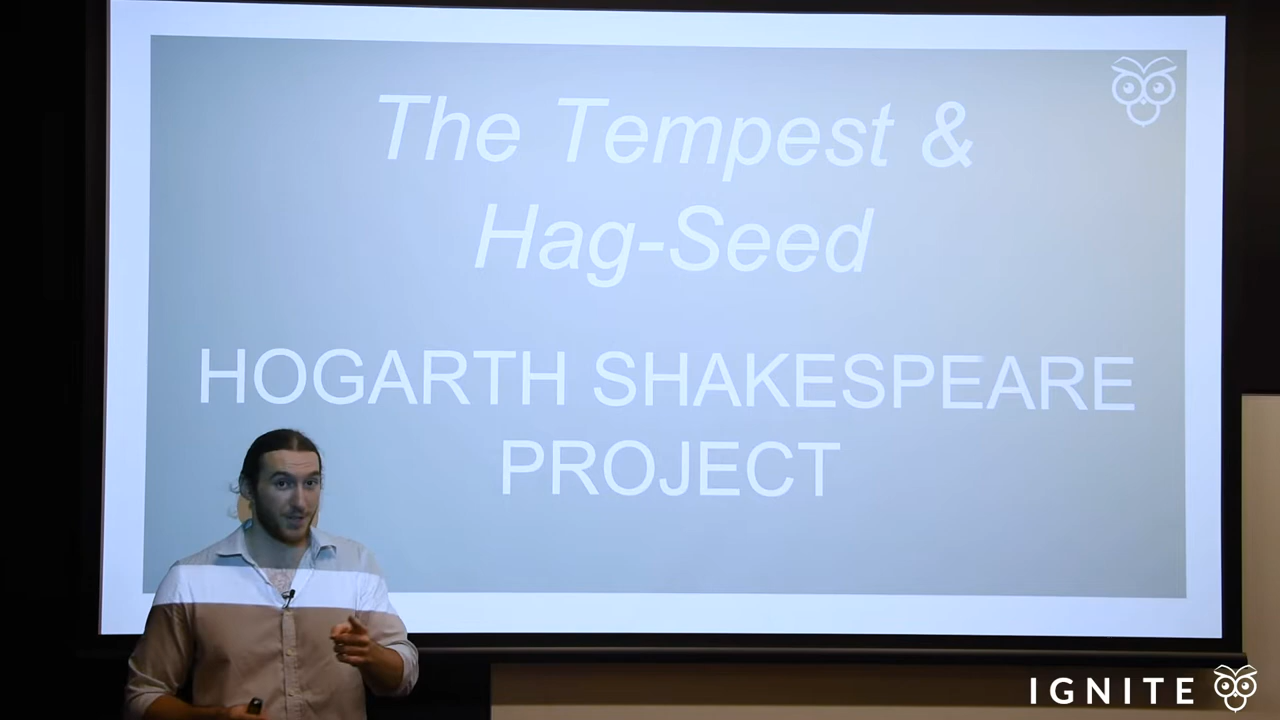 The Tempest &
Hag-Seed
HOGARTH SHAKESPEARE
PROJECT
IGNITE